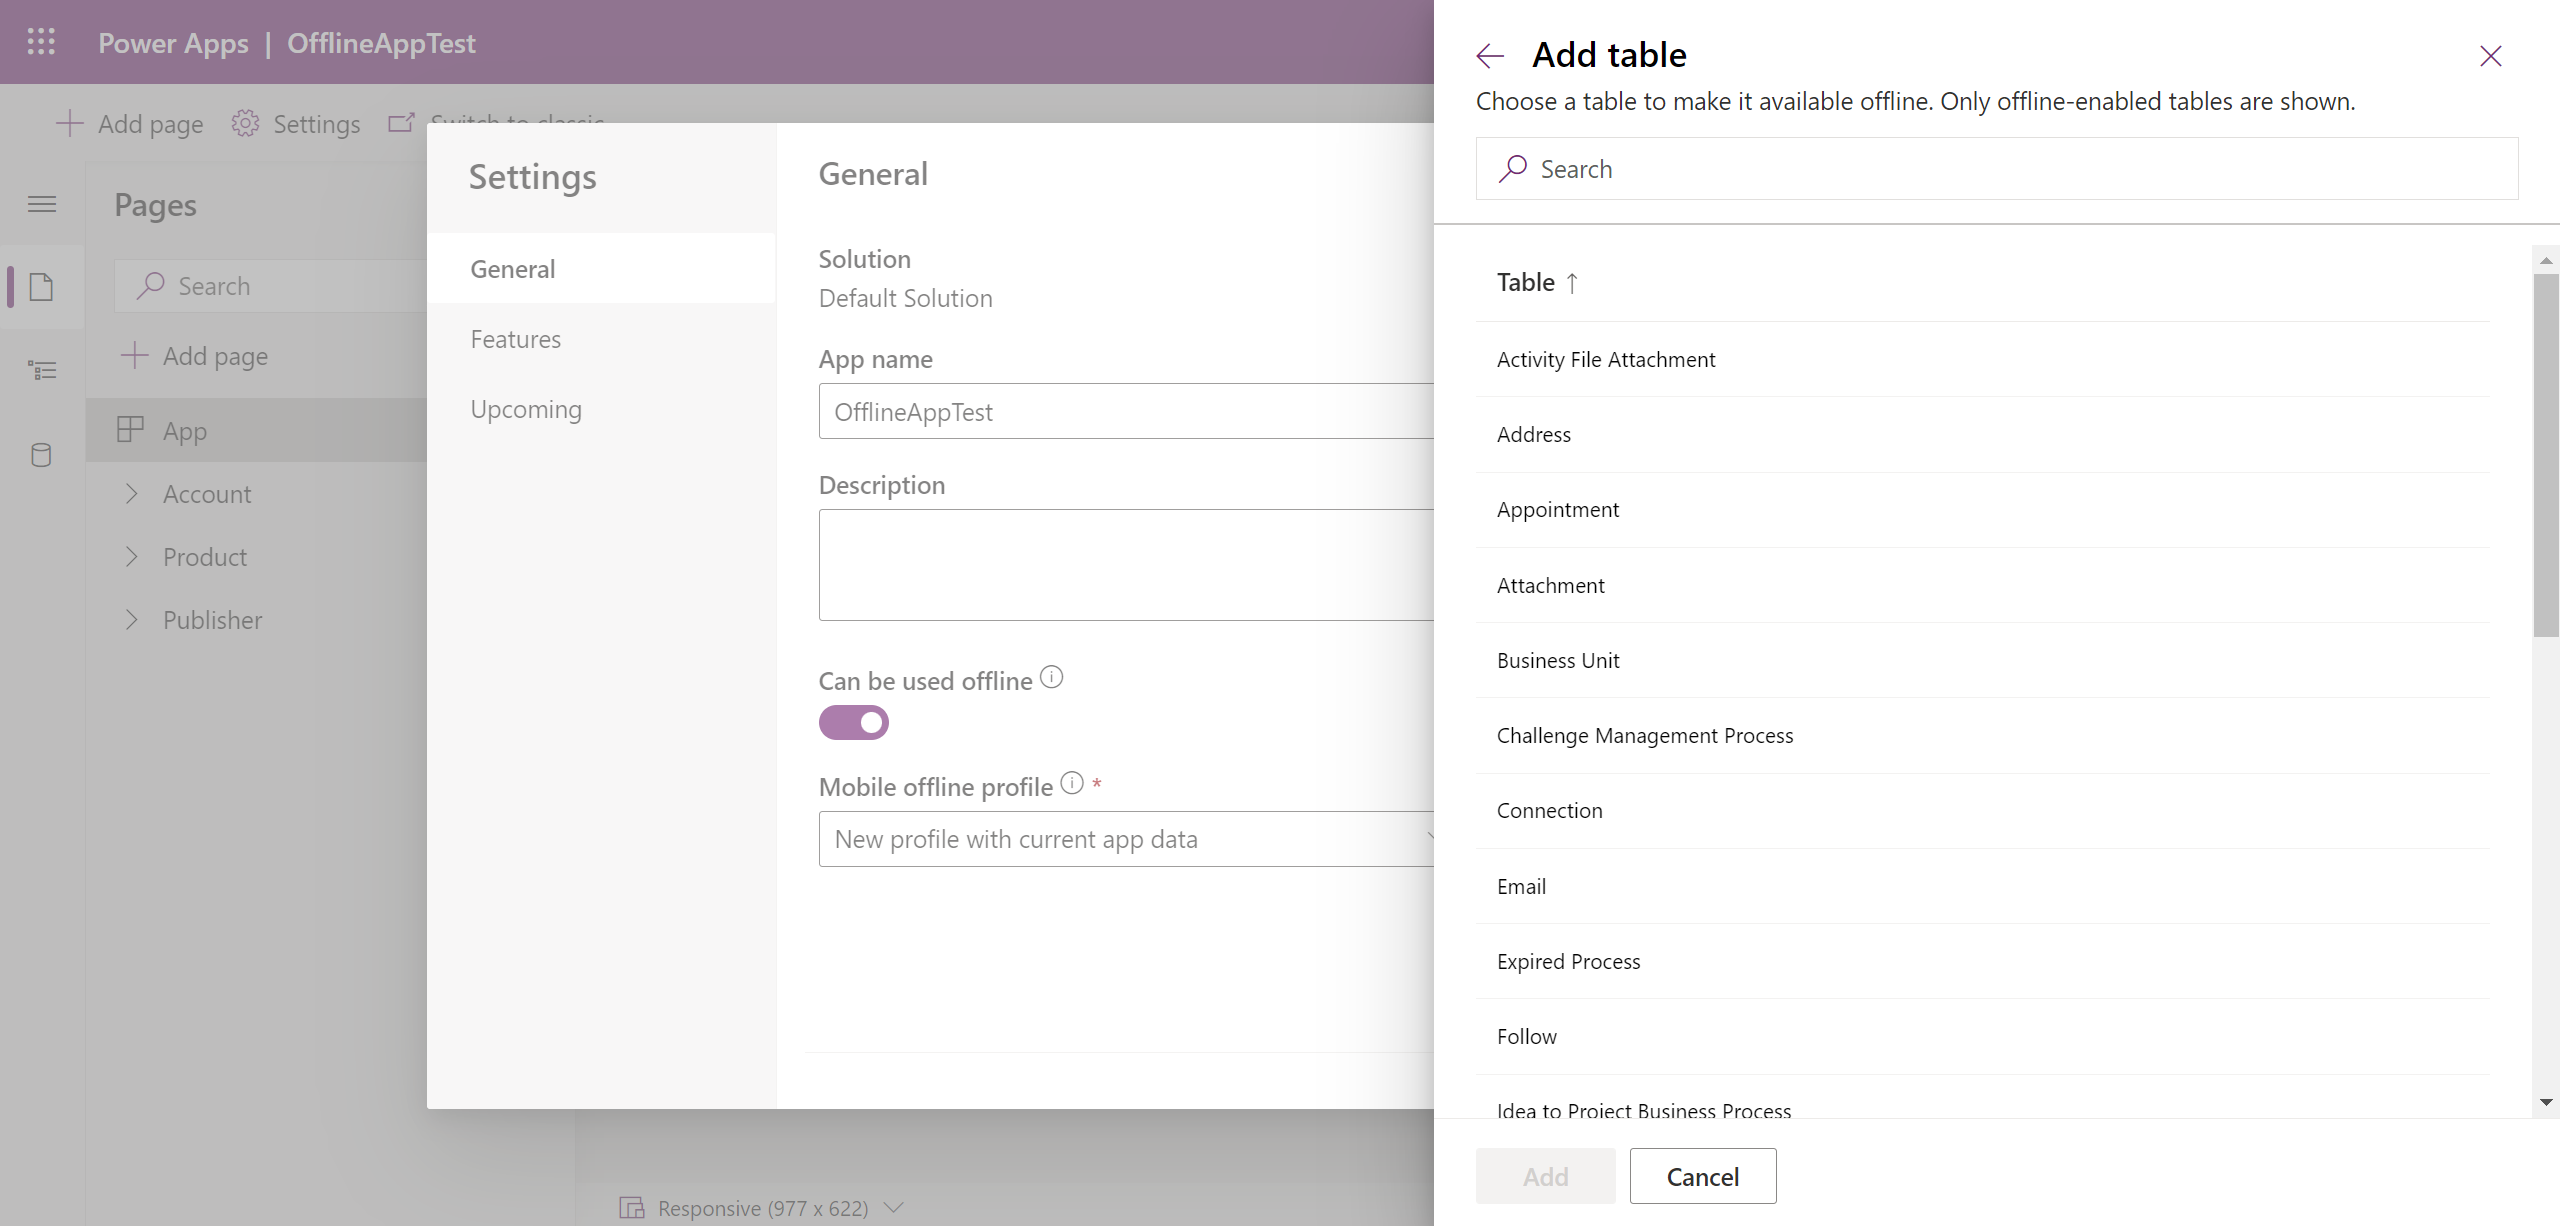 Power Apps | OfflineAppTest
Add page
Settings
Switch to classic
Pages
Search
Add page
App
Account
Product
Publisher
Settings
General
Features
Upcoming
General
Solution
Default Solution
App name
OfflineAppTest
Description
Can be used offline
Mobile offline profile *
New profile with current app data
Responsive (977 x 622)
Add table
Choose a table to make it available offline. Only offline-enabled tables are shown.
Search
Table ↑
Activity File Attachment
Address
Appointment
Attachment
Business Unit
Challenge Management Process
Connection
Email
Expired Process
Follow
Idea to Project Business Process
Add
Cancel